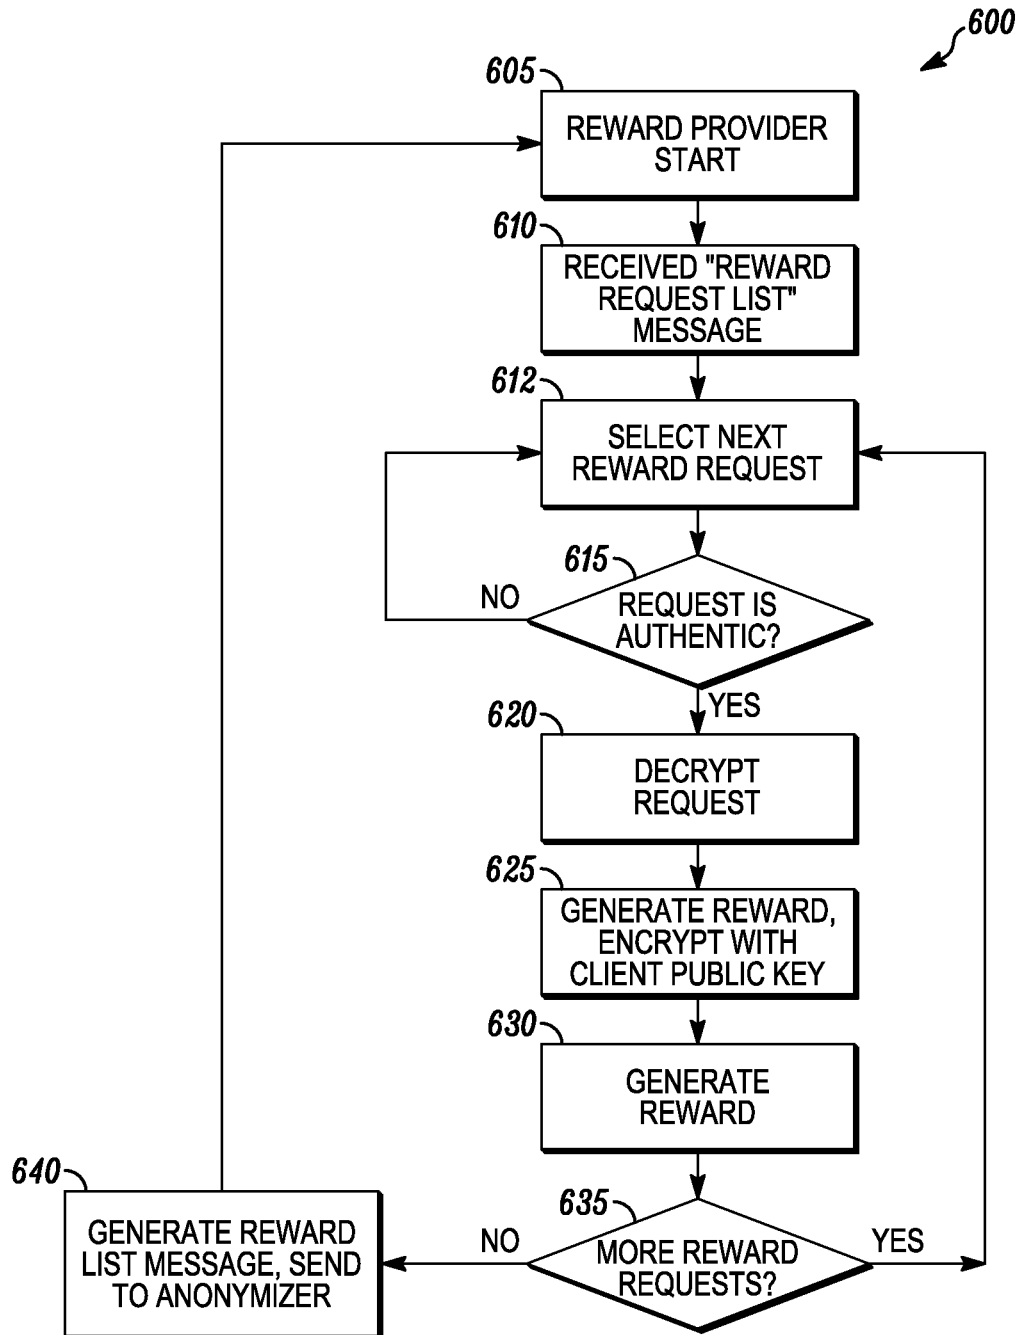 600
605
REWARD PROVIDER
START
610
RECEIVED "REWARD
REQUEST LIST"
MESSAGE
612
SELECT NEXT
REWARD REQUEST
615
NO
REQUEST IS
AUTHENTIC?
YES
620
DECRYPT
REQUEST
625
GENERATE REWARD,
ENCRYPT WITH
CLIENT PUBLIC KEY
630
GENERATE
REWARD
635
NO
MORE REWARD
REQUESTS?
YES
640
GENERATE REWARD
LIST MESSAGE, SEND
TO ANONYMIZER